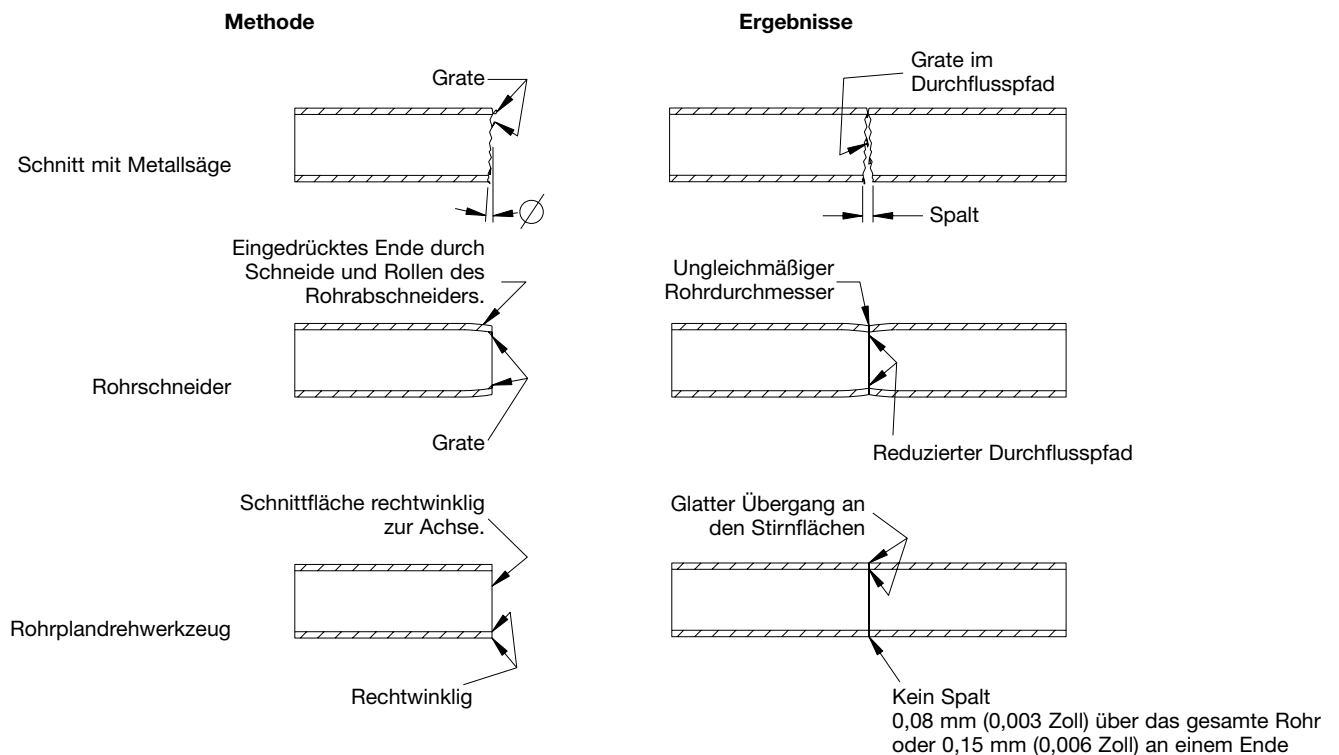 Methode
Ergebnisse
Grate
Grate im
Durchflusspfad
Schnitt mit Metallsäge
Spalt
Eingedrücktes Ende durch
Schneide und Rollen des
Rohrabschneiders.
Ungleichmäßiger
Rohrdurchmesser
Rohrschneider
Grate
Reduzierter Durchflusspfad
Schnittfläche rechtwinklig
zur Achse.
Glatter Übergang an
den Stirnflächen
Rohrplandrehwerkzeug
Rechtwinklig
Kein Spalt
0,08 mm (0,003 Zoll) über das gesamte Rohr
oder 0,15 mm (0,006 Zoll) an einem Ende